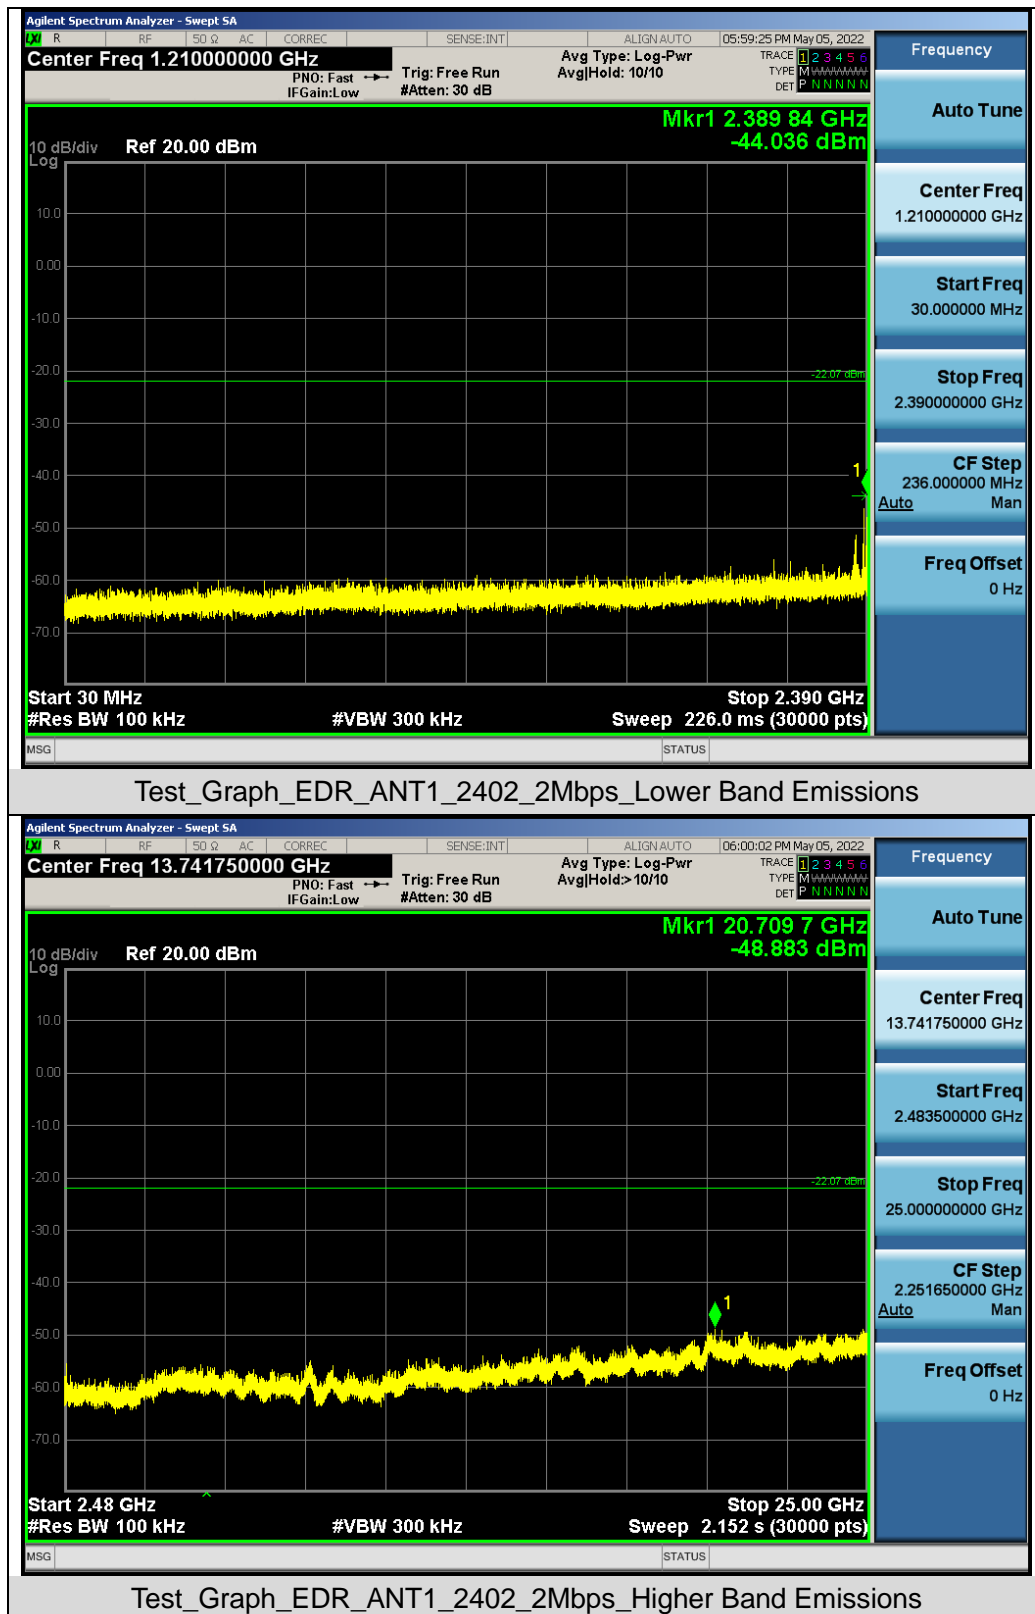 Agilent Spectrum Analyzer - Swept SA
LXI R RF 50 Ω AC CORREC SENSE:INT ALIGN AUTO 05:59:25 PM May 05, 2022
Center Freq 1.210000000 GHz
PNO: Fast Trig: Free Run Avg Type: Log-Pwr TRACE 1 2 3 4 5 6
IFGain:Low #Atten: 30 dB Avg|Hold: 10/10 TYPE M WWWWW
DET P N N N N N
Mkr1 2.389 84 GHz
-44.036 dBm
10 dB/div Ref 20.00 dBm
Log
10.0
0.00
-10.0
-20.0
-22.07 dBm
-30.0
-40.0
1
-50.0
-60.0
-70.0
Start 30 MHz Stop 2.390 GHz
#Res BW 100 kHz #VBW 300 kHz Sweep 226.0 ms (30000 pts)
MSG STATUS
Frequency
Auto Tune
Center Freq
1.210000000 GHz
Start Freq
30.000000 MHz
Stop Freq
2.390000000 GHz
CF Step
236.000000 MHz
Auto Man
Freq Offset
0 Hz
Test_Graph_EDR_ANT1_2402_2Mbps_Lower Band Emissions
Agilent Spectrum Analyzer - Swept SA
LXI R RF 50 Ω AC CORREC SENSE:INT ALIGN AUTO 06:00:02 PM May 05, 2022
Center Freq 13.741750000 GHz
PNO: Fast Trig: Free Run Avg Type: Log-Pwr TRACE 1 2 3 4 5 6
IFGain:Low #Atten: 30 dB Avg|Hold:>10/10 TYPE M WWWWW
DET P N N N N N
Mkr1 20.709 7 GHz
-48.883 dBm
10 dB/div Ref 20.00 dBm
Log
10.0
0.00
-10.0
-20.0
-22.07 dBm
-30.0
-40.0
1
-50.0
-60.0
-70.0
Start 2.48 GHz Stop 25.00 GHz
#Res BW 100 kHz #VBW 300 kHz Sweep 2.152 s (30000 pts)
MSG STATUS
Frequency
Auto Tune
Center Freq
13.741750000 GHz
Start Freq
2.483500000 GHz
Stop Freq
25.000000000 GHz
CF Step
2.251650000 GHz
Auto Man
Freq Offset
0 Hz
Test_Graph_EDR_ANT1_2402_2Mbps_Higher Band Emissions